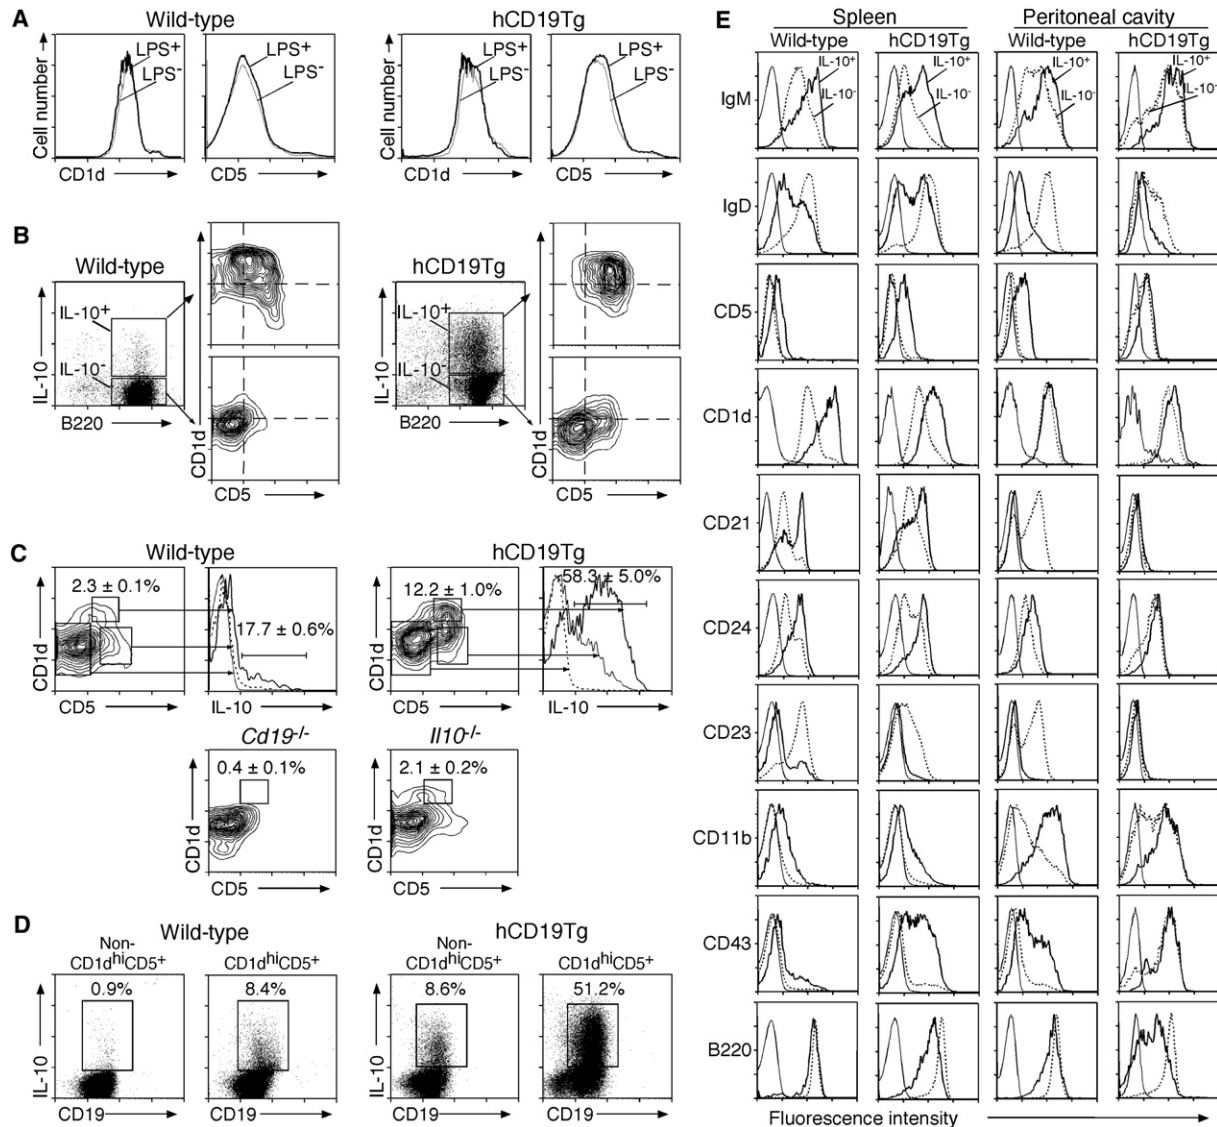 A
Wild-type
hCD19Tg
Cell number
LPS+
LPS-
CD1d
LPS+
LPS-
CD5
Cell number
LPS+
LPS-
CD1d
LPS+
LPS-
CD5
B
Wild-type
hCD19Tg
IL-10
IL-10+
IL-10-
B220
CD1d
CD5
IL-10
IL-10+
IL-10-
B220
CD1d
CD5
C
Wild-type
hCD19Tg
2.3 ± 0.1%
17.7 ± 0.6%
CD1d
CD5
IL-10
12.2 ± 1.0%
58.3 ± 5.0%
CD1d
CD5
IL-10
Cd19-/-
Il10-/-
0.4 ± 0.1%
2.1 ± 0.2%
CD1d
CD5
CD1d
CD5
D
Wild-type
hCD19Tg
Non-
CD1dhiCD5+
CD1dhiCD5+
Non-
CD1dhiCD5+
CD1dhiCD5+
0.9%
8.4%
8.6%
51.2%
IL-10
CD19
CD19
IL-10
CD19
CD19
E
Spleen
Peritoneal cavity
Wild-type
hCD19Tg
Wild-type
hCD19Tg
IgM
IL-10+
IL-10-
IL-10+
IL-10-
IL-10+
IL-10-
IL-10+
IL-10-
IgD
CD5
CD1d
CD21
CD24
CD23
CD11b
CD43
B220
Fluorescence intensity